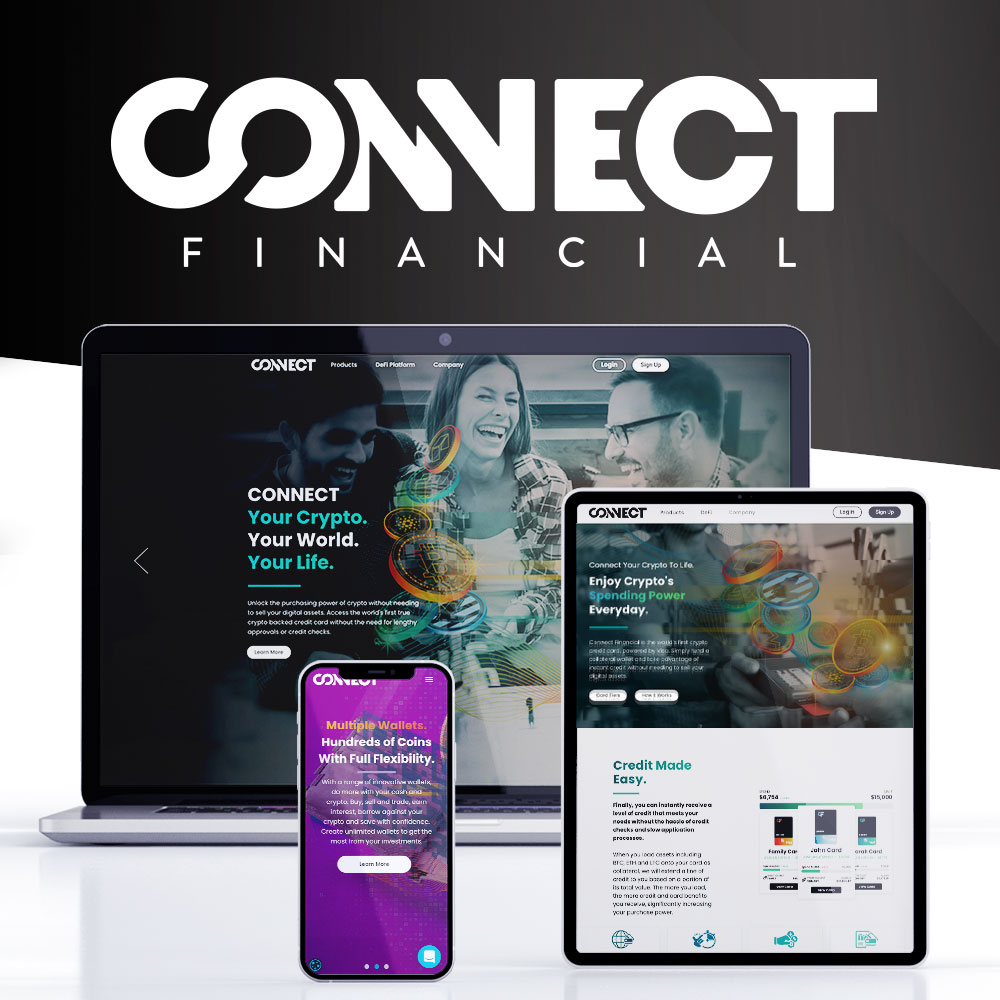 CONNECT
FINANCIAL
CONNECT Products DeFi Platform Company Login Sign Up
CONNECT
Your Crypto.
Your World.
Your Life.
Unlock the purchasing power of crypto without needing
to sell your digital assets. Access the world's first true
crypto backed credit card without the need for lengthy
approvals or credit checks.
Learn More
CONNECT Products DeFi Company Login Sign Up
Connect Your Crypto To Life.
Enjoy Crypto's
Spending Power
Everyday.
Connect Financial is the world's first crypto
credit card, powered by Visa. Simply fund a
collateral wallet and take advantage of
instant credit without needing to sell your
digital assets.
Card Tiers How It Works
Credit Made
Easy.
Finally, you can instantly receive a
level of credit that meets your
needs without the hassle of credit
checks and slow application
processes.
When you load assets including
BTC, ETH and LTC onto your card as
collateral, we will extend a line of
credit to you based on a portion of
its total value. The more you load,
the more credit and card benefits
you receive, significantly increasing
your purchase power.
$6,754 $15,000
Family Car John Card Card
CONNECT
Multiple Wallets.
Hundreds of Coins
With Full Flexibility.
With a range of innovative wallets,
do more with your cash and
crypto. Buy, sell and trade, earn
interest, borrow against your
crypto and save with confidence.
Create unlimited wallets to get the
most from your investments.
Learn More